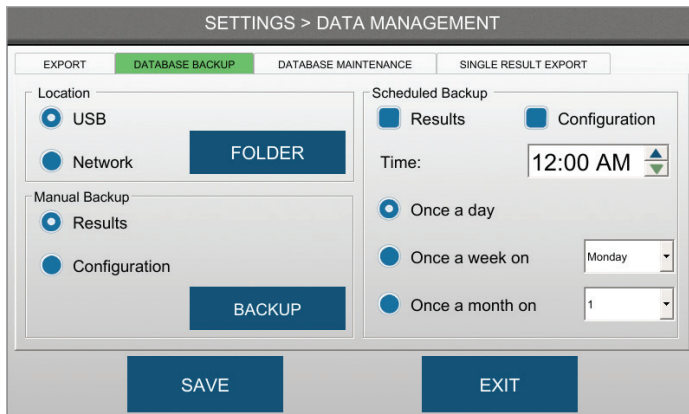 SETTINGS > DATA MANAGEMENT
EXPORT
DATABASE BACKUP
DATABASE MAINTENANCE
SINGLE RESULT EXPORT
Location
USB
Network
FOLDER
Manual Backup
Results
Configuration
BACKUP
Scheduled Backup
Results
Configuration
Time:
12:00 AM
Once a day
Once a week on
Monday
Once a month on
1
SAVE
EXIT